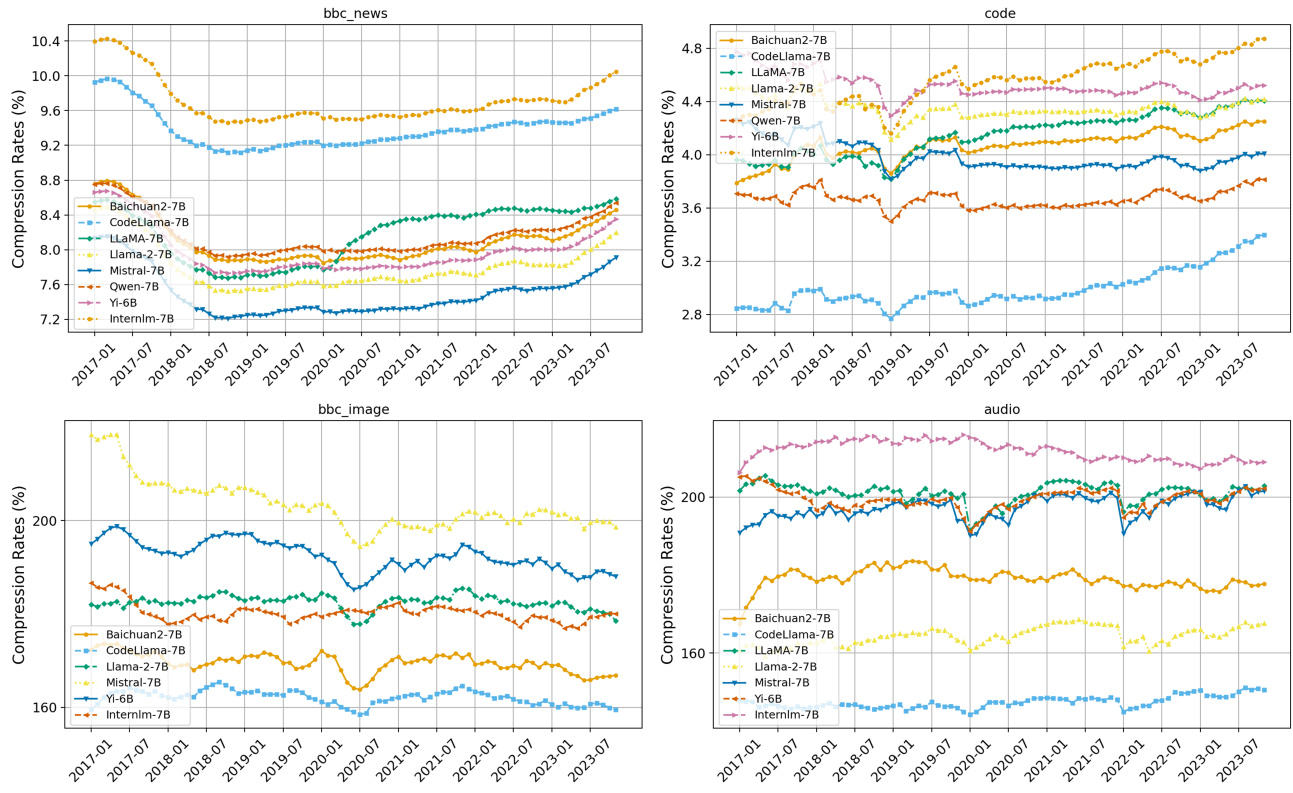 bbc_news
Compression Rates (%)
10.4
10.0
9.6
9.2
8.8
8.4
8.0
7.6
7.2
Baichuan2-7B
CodeLlama-7B
LLaMA-7B
Llama-2-7B
Mistral-7B
Qwen-7B
Yi-6B
Internlm-7B
2017-01
2017-07
2018-01
2018-07
2019-01
2019-07
2020-01
2020-07
2021-01
2021-07
2022-01
2022-07
2023-01
2023-07
code
Compression Rates (%)
4.8
4.4
4.0
3.6
3.2
2.8
Baichuan2-7B
CodeLlama-7B
LLaMA-7B
Llama-2-7B
Mistral-7B
Qwen-7B
Yi-6B
Internlm-7B
2017-01
2017-07
2018-01
2018-07
2019-01
2019-07
2020-01
2020-07
2021-01
2021-07
2022-01
2022-07
2023-01
2023-07
bbc_image
Compression Rates (%)
200
160
Baichuan2-7B
CodeLlama-7B
Llama-2-7B
Mistral-7B
Yi-6B
Internlm-7B
2017-01
2017-07
2018-01
2018-07
2019-01
2019-07
2020-01
2020-07
2021-01
2021-07
2022-01
2022-07
2023-01
2023-07
audio
Compression Rates (%)
200
160
Baichuan2-7B
CodeLlama-7B
LLaMA-7B
Llama-2-7B
Mistral-7B
Yi-6B
Internlm-7B
2017-01
2017-07
2018-01
2018-07
2019-01
2019-07
2020-01
2020-07
2021-01
2021-07
2022-01
2022-07
2023-01
2023-07